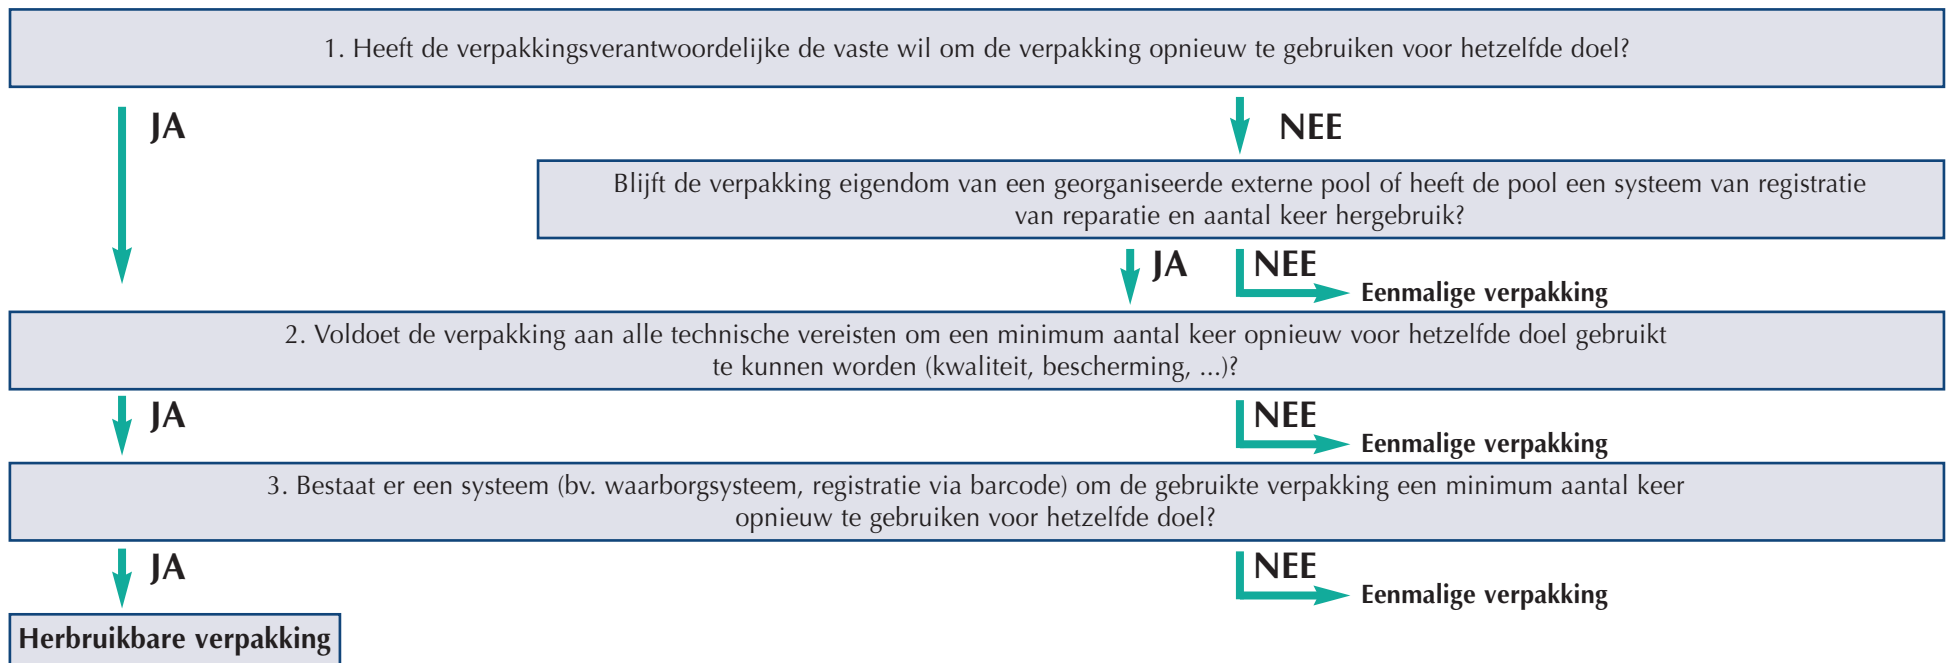 1. Heeft de verpakkingsverantwoordelijke de vaste wil om de verpakking opnieuw te gebruiken voor hetzelfde doel?
JA
NEE
Blijft de verpakking eigendom van een georganiseerde externe pool of heeft de pool een systeem van registratie
van reparatie en aantal keer hergebruik?
JA
NEE
Eenmalige verpakking
2. Voldoet de verpakking aan alle technische vereisten om een minimum aantal keer opnieuw voor hetzelfde doel gebruikt
te kunnen worden (kwaliteit, bescherming, ...)?
JA
NEE
Eenmalige verpakking
3. Bestaat er een systeem (bv. waarborgsysteem, registratie via barcode) om de gebruikte verpakking een minimum aantal keer
opnieuw te gebruiken voor hetzelfde doel?
JA
NEE
Eenmalige verpakking
Herbruikbare verpakking